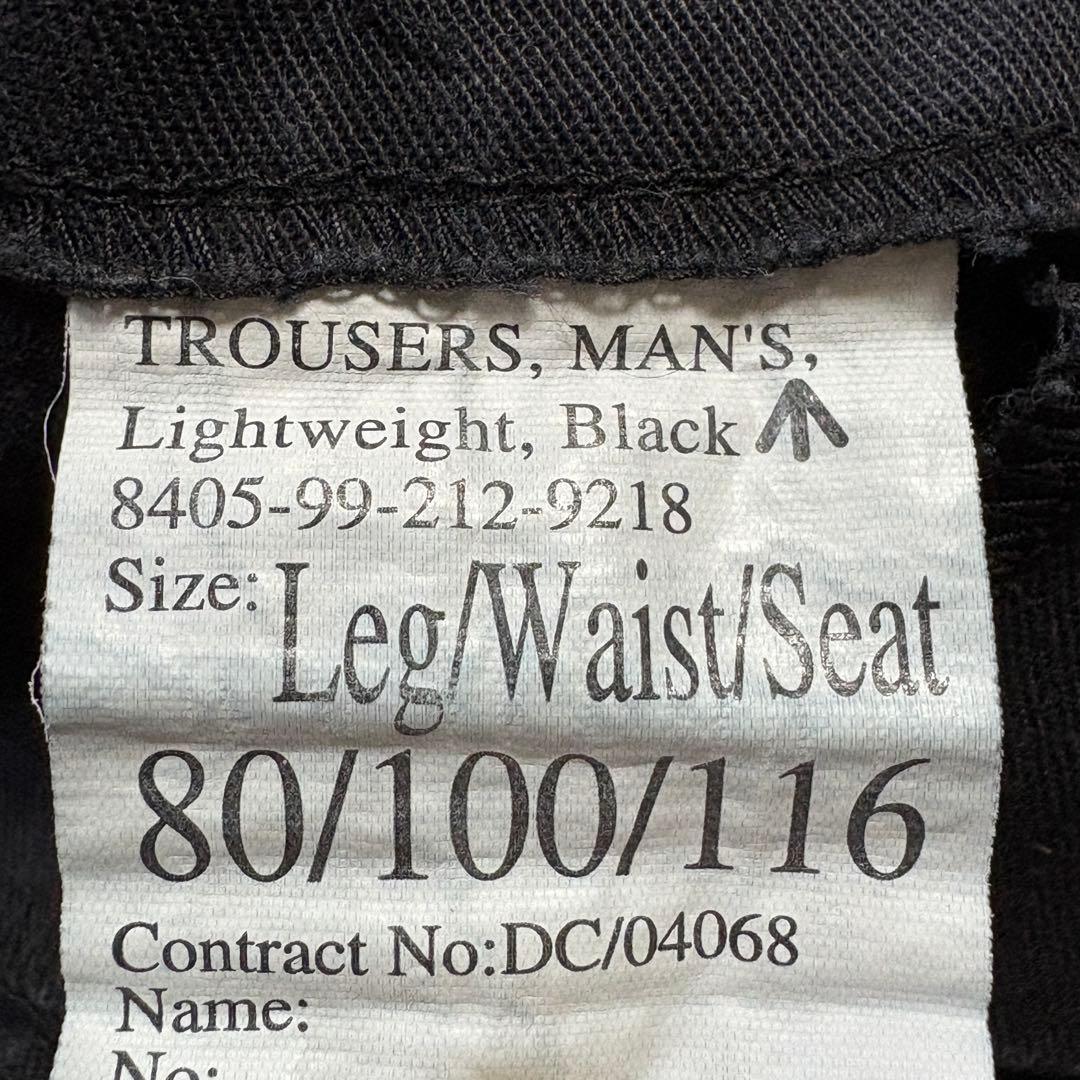 TROUSERS, MAN'S,
Lightweight, Black
8405-99-212-9218
Size: Leg/Waist/Seat
80/100/116
Contract No:DC/04068
Name:
No: